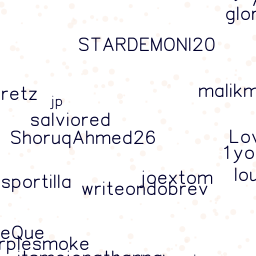 glor
STARDEMONI20
malikm
retz
jp
salviored
ShoruqAhmed26
Lov
1yo
joextom
lou
sportilla
writeondobrev
eQue
rplesmoke